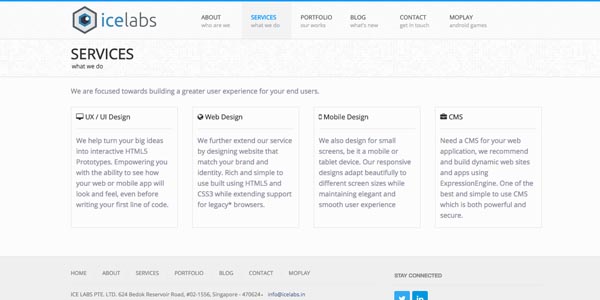 icelabs
ABOUT SERVICES PORTFOLIO BLOG CONTACT MOPLAY
who are we what we do our works what's new get in touch android games
SERVICES
what we do
We are focused towards building a greater user experience for your end users.
UX / UI Design
We help turn your big ideas
into interactive HTML5
Prototypes. Empowering you
with the ability to see how
your web or mobile app will
look and feel, even before
writing your first line of code.
Web Design
We further extend our service
by designing website that
match your brand and
identity. Rich and simple to
use built using HTML5 and
CSS3 while extending support
for legacy* browsers.
Mobile Design
We also design for small
screens, be it a mobile or
tablet device. Our responsive
designs adapt beautifully to
different screen sizes while
maintaining elegant and
smooth user experience
CMS
Need a CMS for your web
application, we recommend
and build dynamic web sites
and apps using
ExpressionEngine. One of the
best and simple to use CMS
which is both powerful and
secure.
HOME ABOUT SERVICES PORTFOLIO BLOG CONTACT MOPLAY
ICE LABS PTE. LTD. 624 Bedok Reservoir Road, #02-1556, Singapore - 470624 info@icelabs.in
STAY CONNECTED